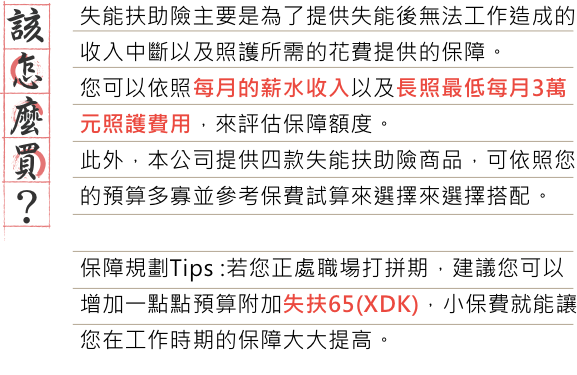 該怎麼買？
失能扶助險主要是為了提供失能後無法工作造成的
收入中斷以及照護所需的花費提供的保障。
您可以依照每月的薪水收入以及長照最低每月3萬
元照護費用，來評估保障額度。
此外，本公司提供四款失能扶助險商品，可依照您
的預算多寡並參考保費試算來選擇來選擇搭配。
保障規劃Tips :若您正處職場打拼期，建議您可以
增加一點點預算附加失扶65(XDK)，小保費就能讓
您在工作時期的保障大大提高。